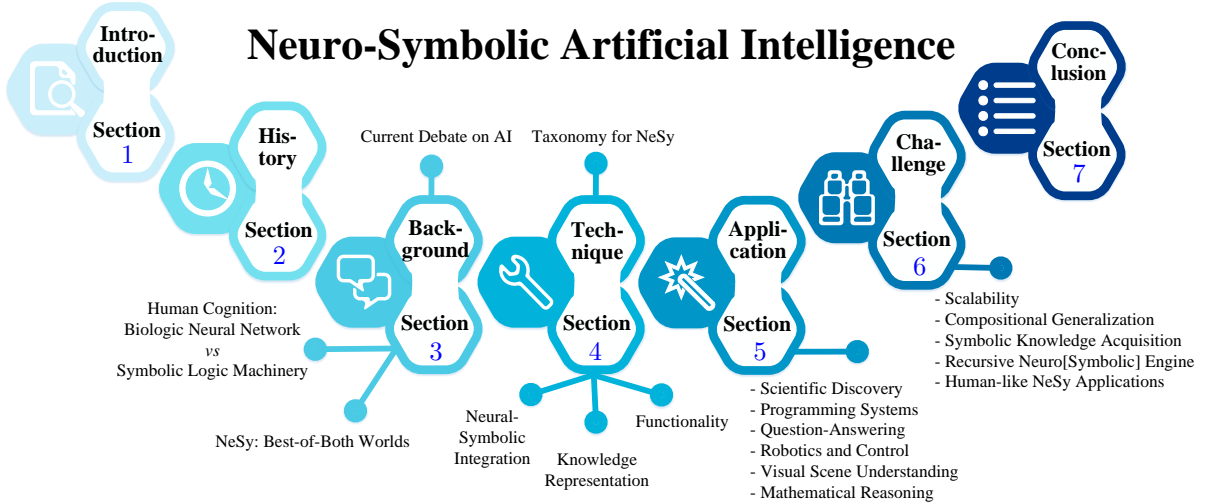 Neuro-Symbolic Artificial Intelligence
Intro-
duction
Section
1
His-
tory
Section
2
Current Debate on AI
Back-
ground
Section
3
Human Cognition:
Biologic Neural Network
vs
Symbolic Logic Machinery
NeSy: Best-of-Both Worlds
Taxonomy for NeSy
Tech-
nique
Section
4
Neural-
Symbolic
Integration
Knowledge
Representation
Functionality
Appli-
cation
Section
5
- Scientific Discovery
- Programming Systems
- Question-Answering
- Robotics and Control
- Visual Scene Understanding
- Mathematical Reasoning
Cha-
llenge
Section
6
- Scalability
- Compositional Generalization
- Symbolic Knowledge Acquisition
- Recursive Neuro[Symbolic] Engine
- Human-like NeSy Applications
Conc-
lusion
Section
7